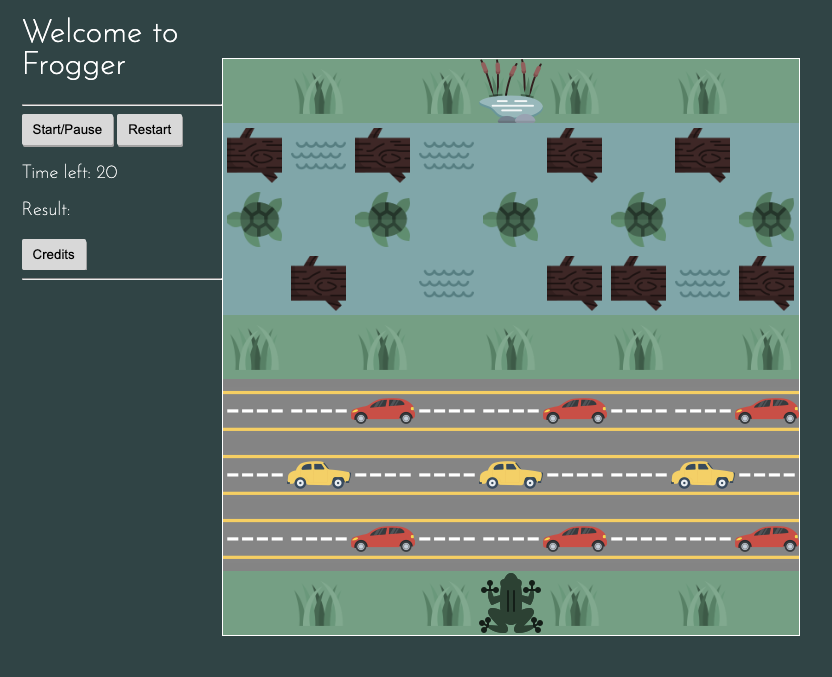 Welcome to
Frogger
Start/Pause Restart
Time left: 20
Result:
Credits